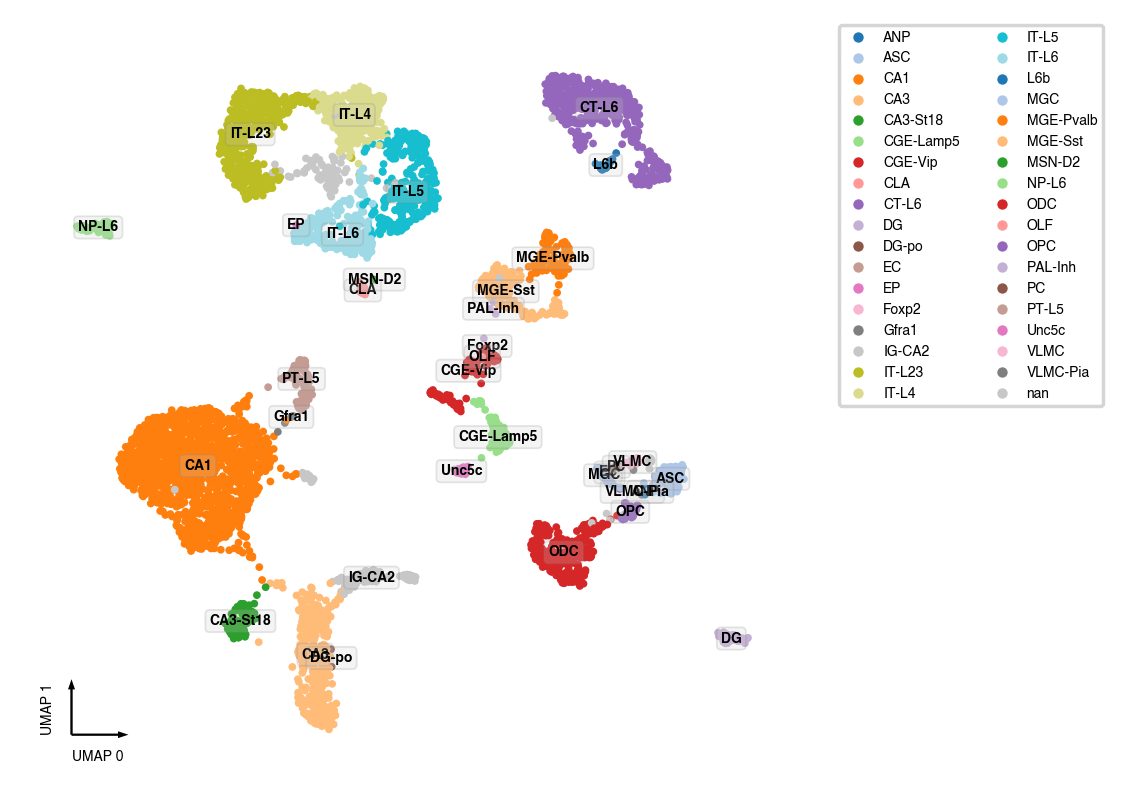 CT-L6
IT-L4
IT-L23
L6b
IT-L5
EP
NP-L6
IT-L6
MGE-Pvalb
MSN-D2
CLA
MGE-Sst
PAL-Inh
Foxp2
OLF
CGE-Vip
PT-L5
Gfra1
CGE-Lamp5
VLMC
CA1
PC
Unc5c
MGC
ASC
VLMC-Pia
OPC
ODC
IG-CA2
CA3-St18
DG
CA3
DG-po
UMAP 1
UMAP 0
ANP
ASC
CA1
CA3
CA3-St18
CGE-Lamp5
CGE-Vip
CLA
CT-L6
DG
DG-po
EC
EP
Foxp2
Gfra1
IG-CA2
IT-L23
IT-L4
IT-L5
IT-L6
L6b
MGC
MGE-Pvalb
MGE-Sst
MSN-D2
NP-L6
ODC
OLF
OPC
PAL-Inh
PC
PT-L5
Unc5c
VLMC
VLMC-Pia
nan